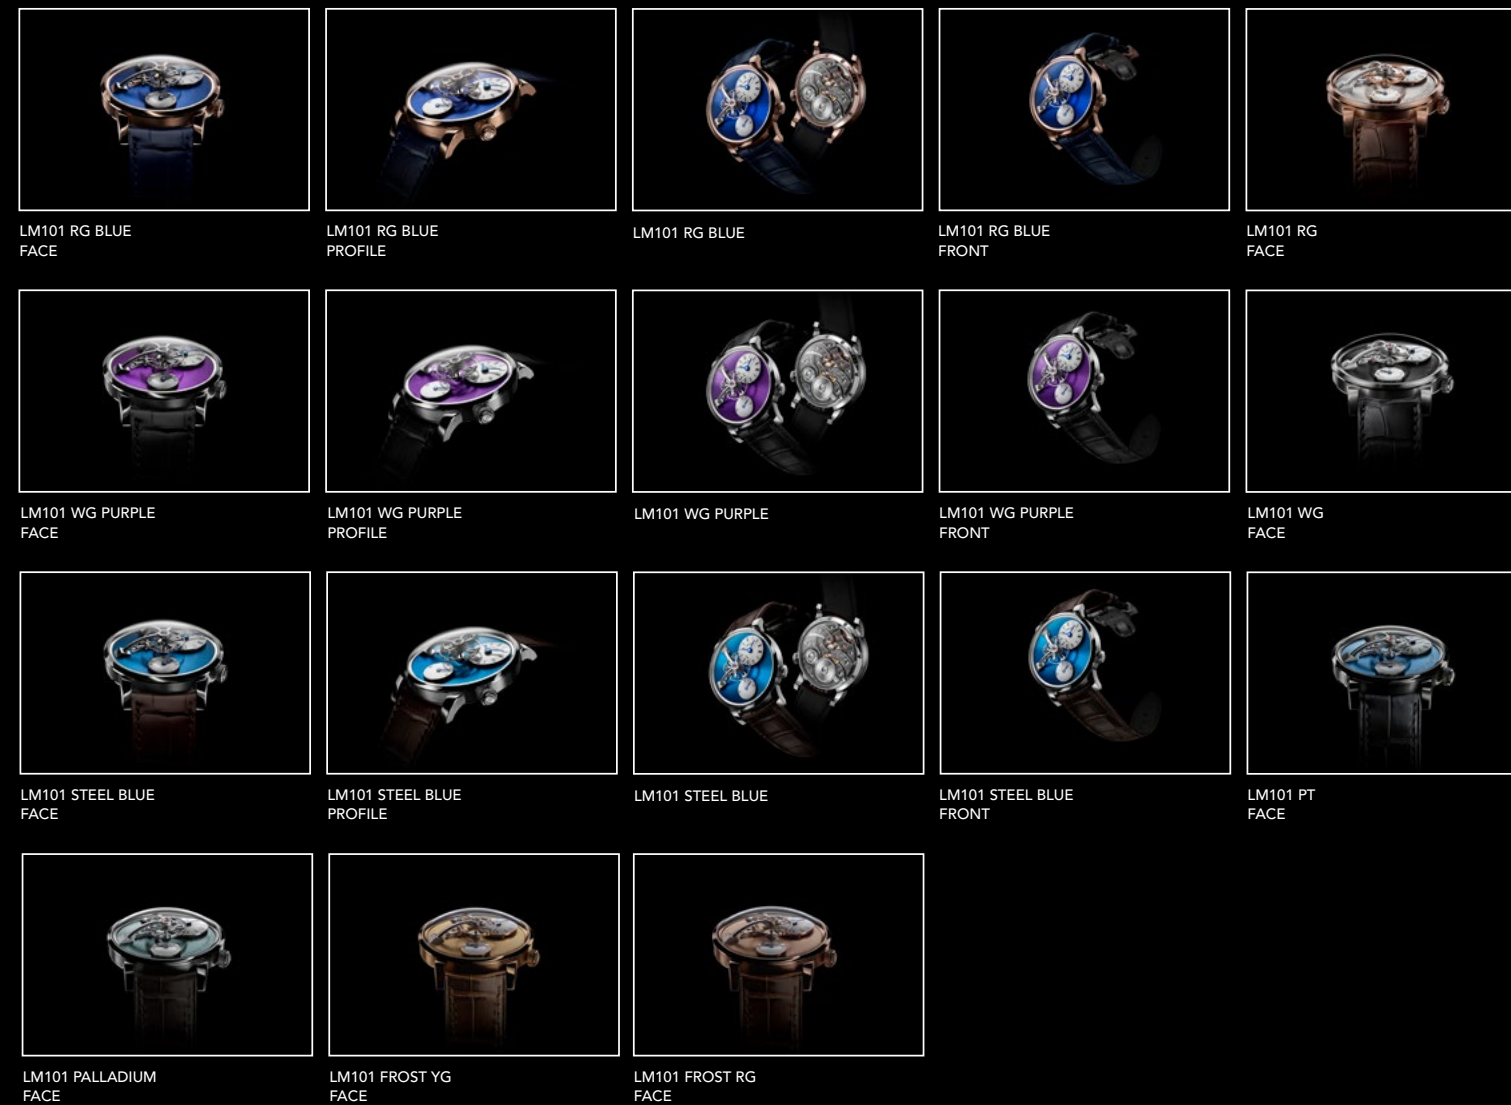 LM101 RG BLUE
FACE
LM101 RG BLUE
PROFILE
LM101 RG BLUE
LM101 RG BLUE
FRONT
LM101 RG
FACE
LM101 WG PURPLE
FACE
LM101 WG PURPLE
PROFILE
LM101 WG PURPLE
LM101 WG PURPLE
FRONT
LM101 WG
FACE
LM101 STEEL BLUE
FACE
LM101 STEEL BLUE
PROFILE
LM101 STEEL BLUE
LM101 STEEL BLUE
FRONT
LM101 PT
FACE
LM101 PALLADIUM
FACE
LM101 FROST YG
FACE
LM101 FROST RG
FACE